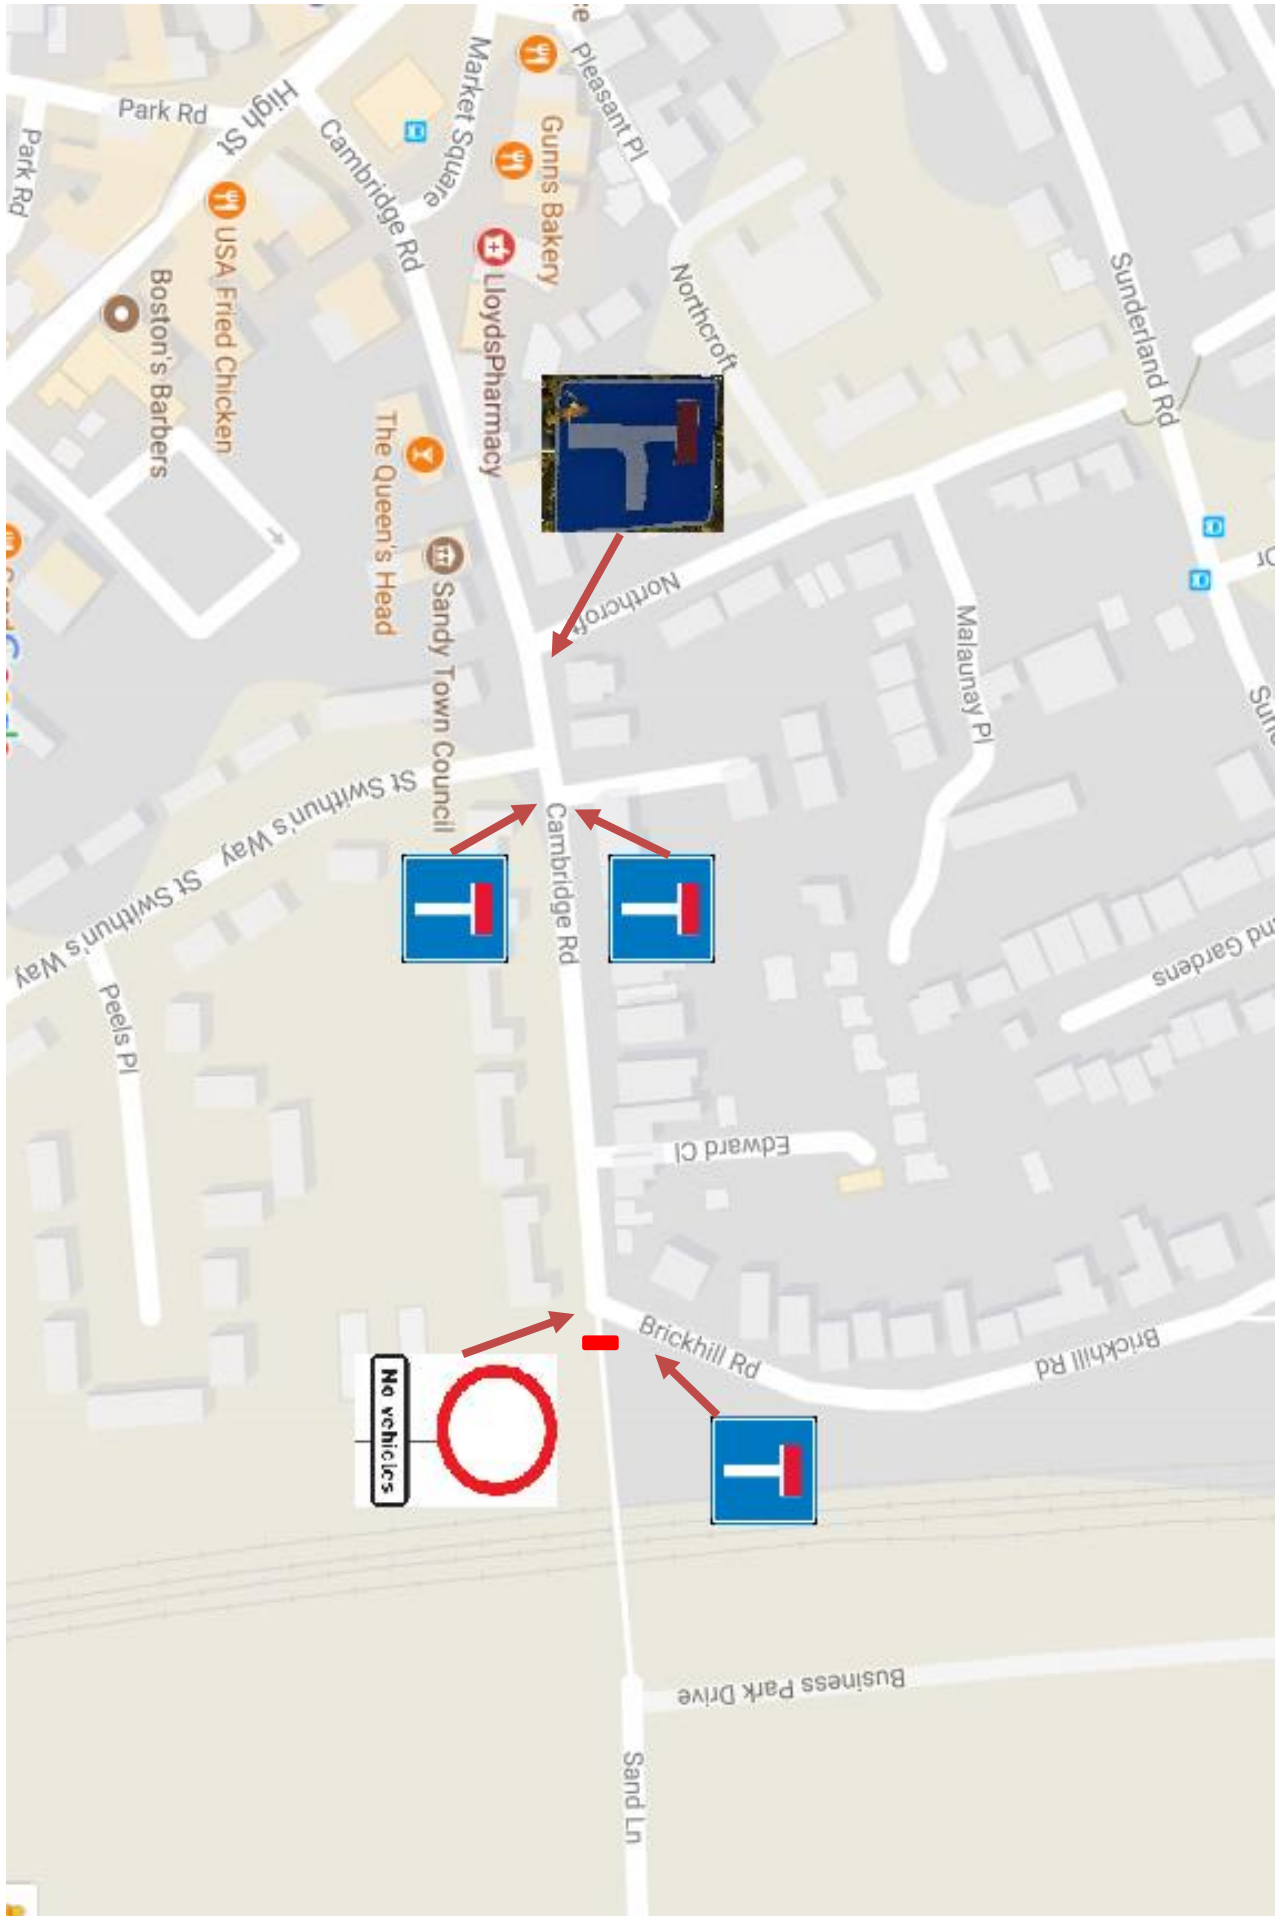 Park Rd
Park Rd
High St
Cambridge Rd
Market Square
Pleasant Pl
Gunns Bakery
LloydsPharmacy
USA Fried Chicken
Boston's Barbers
The Queen's Head
Sandy Town Council
Northcroft
Northcroft
Sunderland Rd
Malaunay Pl
St Swithun's Way
St Swithun's Way
Peels Pl
Cambridge Rd
Edward Cl
Brickhill Rd
Brickhill Rd
No vehicles
Business Park Drive
Sand Ln